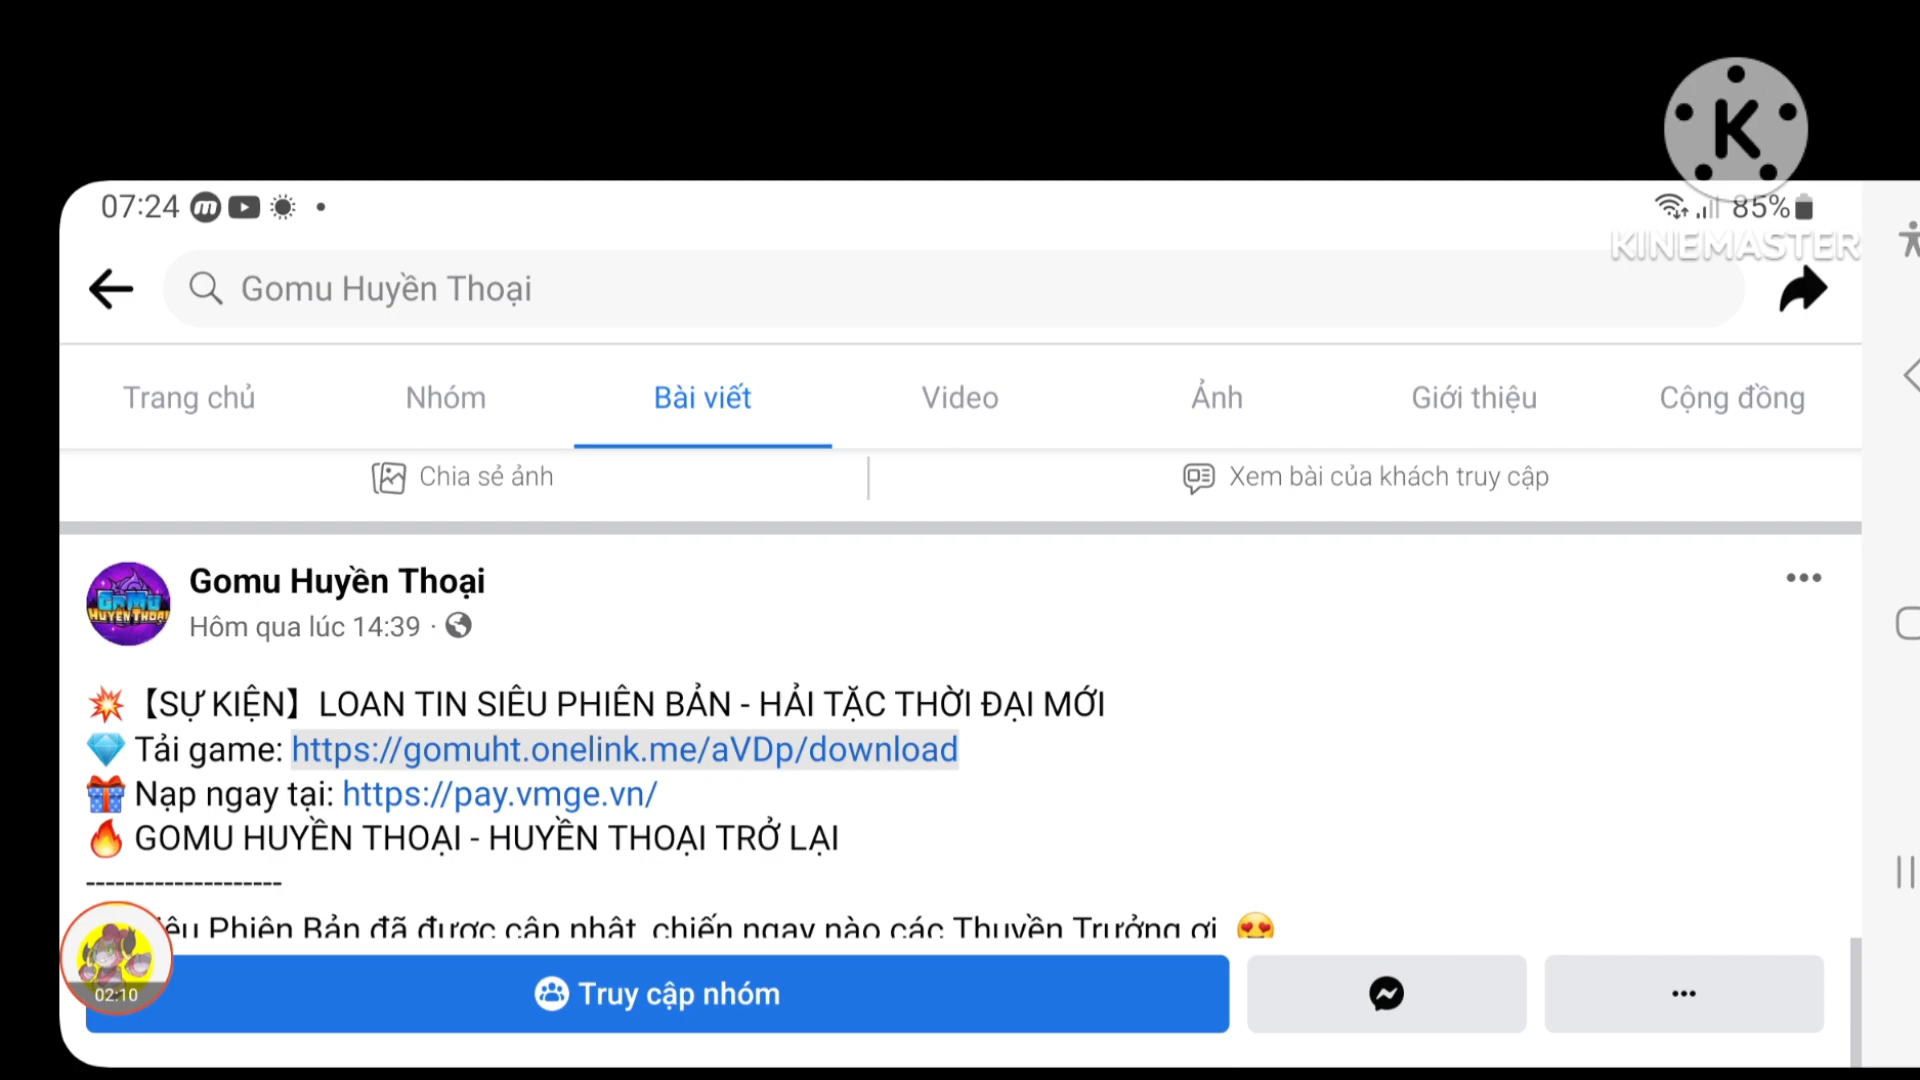 K
KINEMASTER
07:24
85%
Gomu Huyền Thoại
Trang chủ
Nhóm
Bài viết
Video
Ảnh
Giới thiệu
Cộng đồng
Chia sẻ ảnh
Xem bài của khách truy cập
GoMu
HUYỀN THOẠI
Gomu Huyền Thoại
Hôm qua lúc 14:39 ·
【SỰ KIỆN】LOAN TIN SIÊU PHIÊN BẢN - HẢI TẶC THỜI ĐẠI MỚI
Tải game: https://gomuht.onelink.me/aVDp/download
Nạp ngay tại: https://pay.vmge.vn/
GOMU HUYỀN THOẠI - HUYỀN THOẠI TRỞ LẠI
--------------------
Phiên Bản đã được cập nhật, chiến ngay nào các Thuyền Trưởng ơi
02:10
Truy cập nhóm